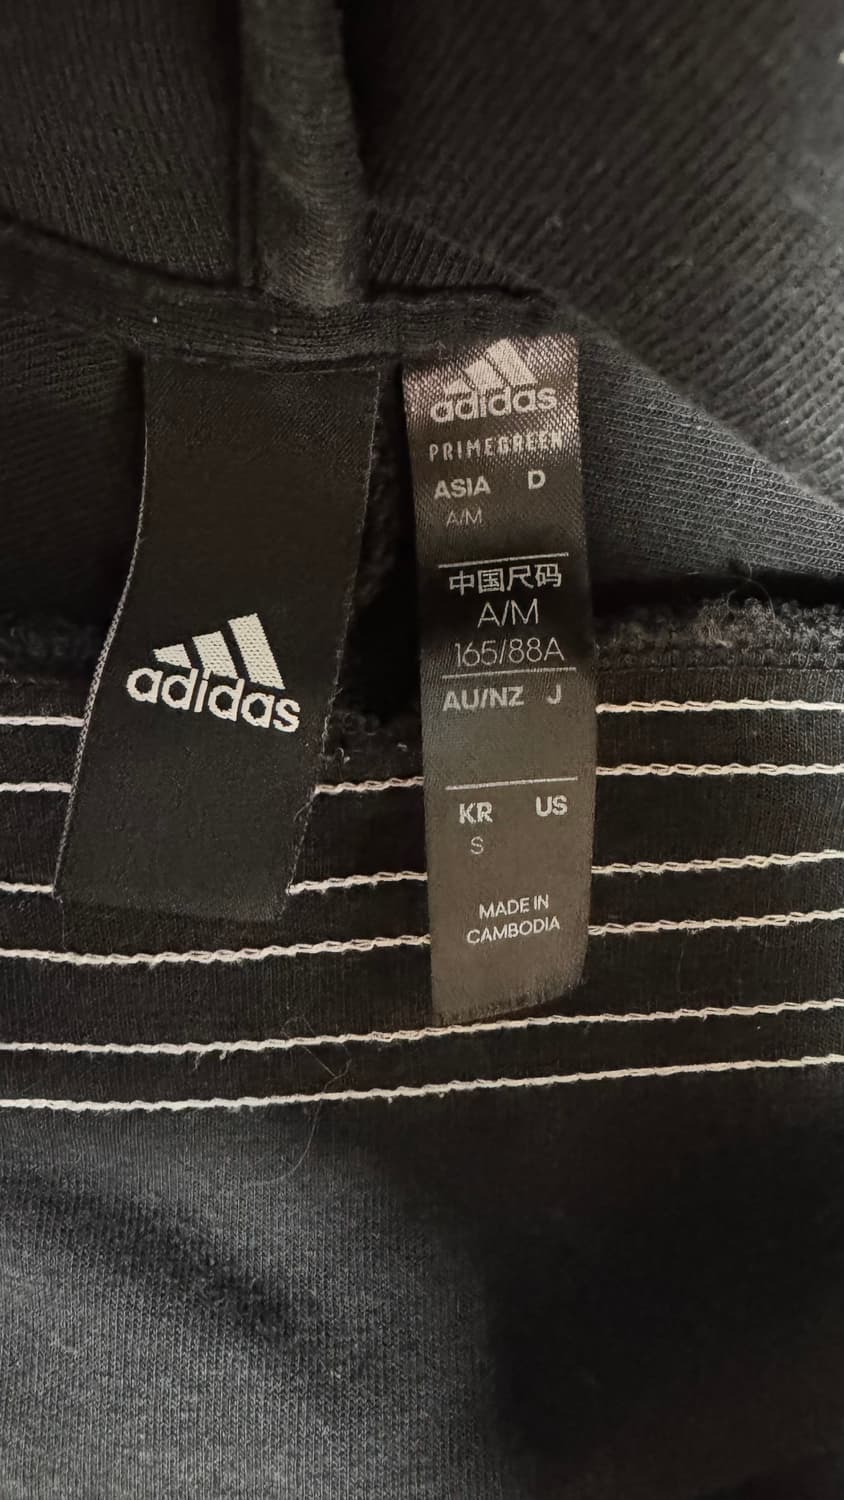 adidas
adidas
PRIMEGREEN
ASIA D
A/M
中国尺码
A/M
165/88A
AU/NZ J
KR US
S
MADE IN
CAMBODIA